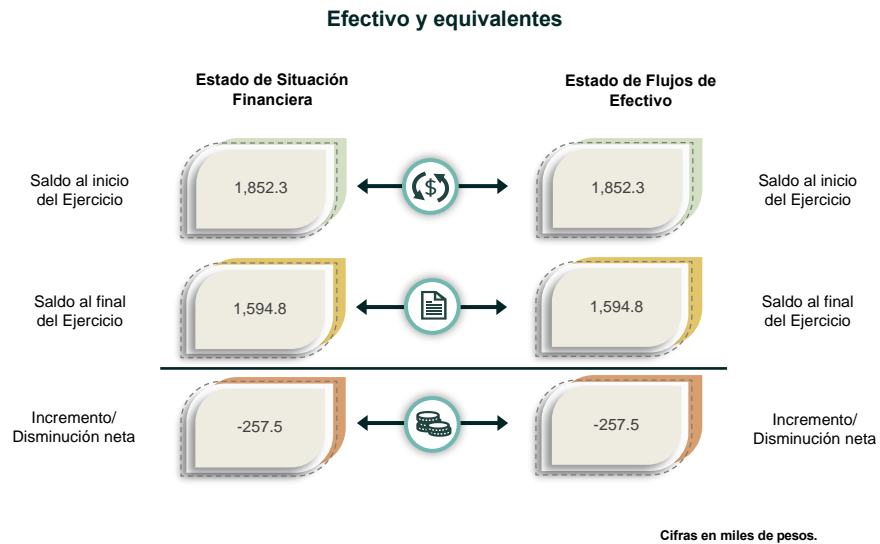 Efectivo y equivalentes
Estado de Situación
Financiera
Estado de Flujos de
Efectivo
Saldo al inicio
del Ejercicio
1,852.3
$
1,852.3
Saldo al inicio
del Ejercicio
Saldo al final
del Ejercicio
1,594.8
1,594.8
Saldo al final
del Ejercicio
Incremento/
Disminución neta
-257.5
-257.5
Incremento/
Disminución neta
Cifras en miles de pesos.